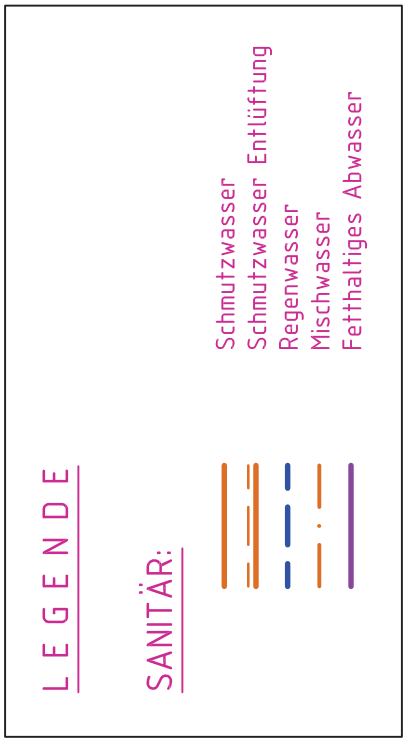 LEGENDE
SANITÄR:
Schmutzwasser
Schmutzwasser Entlüftung
Regenwasser
Mischwasser
Fetthaltiges Abwasser